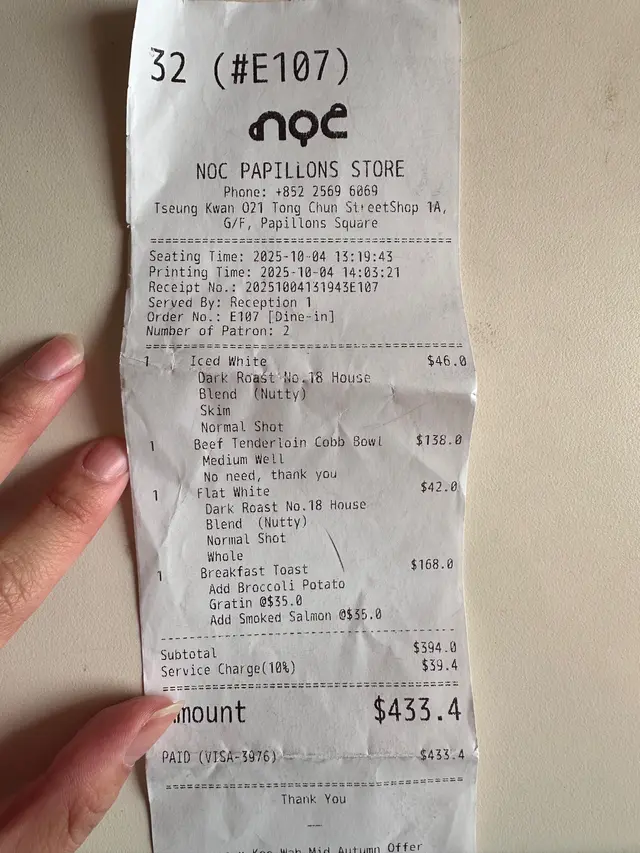 32 (#E107)
noc
NOC PAPILLONS STORE
Phone: +852 2569 6069
Tseung Kwan O21 Tong Chun StreetShop 1A,
G/F, Papillons Square
Seating Time: 2025-10-04 13:19:43
Printing Time: 2025-10-04 14:03:21
Receipt No.: 20251004131943E107
Served By: Reception 1
Order No.: E107 [Dine-in]
Number of Patron: 2
1 Iced White $46.0
Dark Roast No.18 House
Blend (Nutty)
Skim
Normal Shot
1 Beef Tenderloin Cobb Bowl $138.0
Medium Well
No need, thank you
1 Flat White $42.0
Dark Roast No.18 House
Blend (Nutty)
Normal Shot
Whole
1 Breakfast Toast $168.0
Add Broccoli Potato
Gratin @$35.0
Add Smoked Salmon @$35.0
Subtotal $394.0
Service Charge(10%) $39.4
Amount $433.4
PAID (VISA-3976) $433.4
Thank You
Kee Wah Mid Autumn Offer